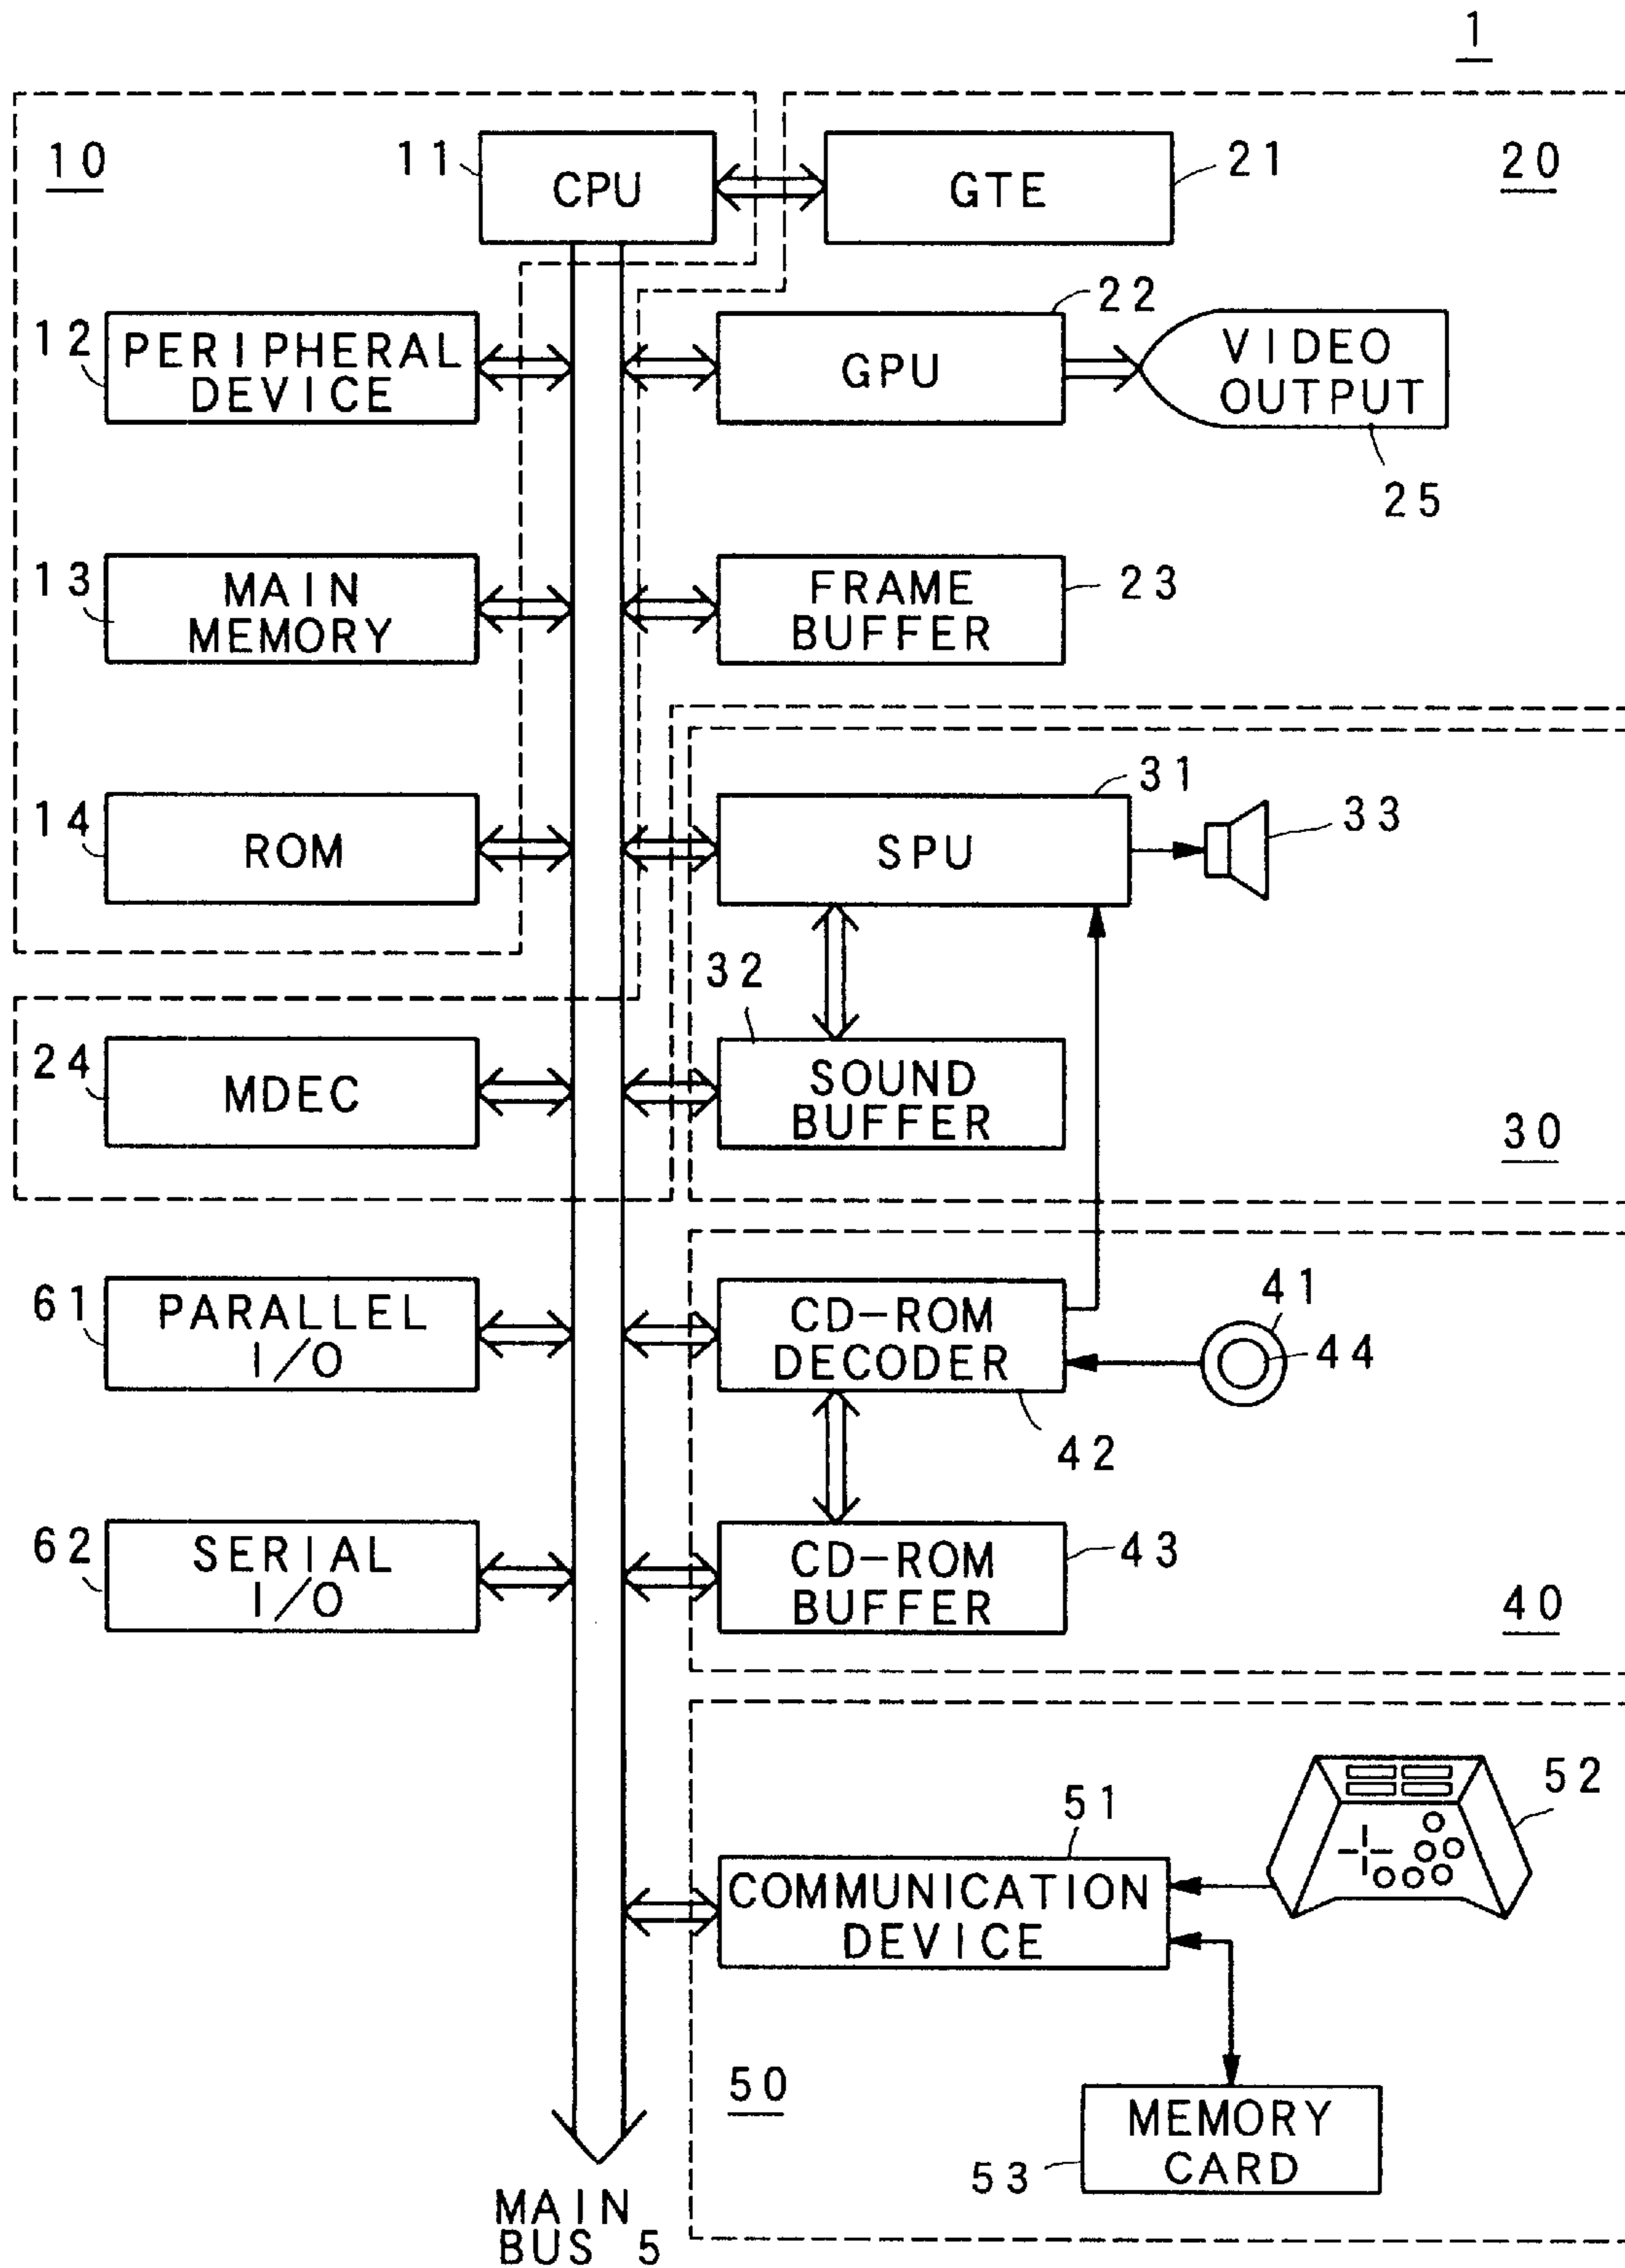 1
10
11
CPU
GTE
21
20
12
PERIPHERAL
DEVICE
22
GPU
VIDEO
OUTPUT
25
13
MAIN
MEMORY
FRAME
BUFFER
23
14
ROM
31
SPU
33
32
24
MDEC
SOUND
BUFFER
30
61
PARALLEL
I/O
CD-ROM
DECODER
41
44
42
62
SERIAL
I/O
CD-ROM
BUFFER
43
40
51
52
COMMUNICATION
DEVICE
50
MEMORY
CARD
53
MAIN
BUS 5